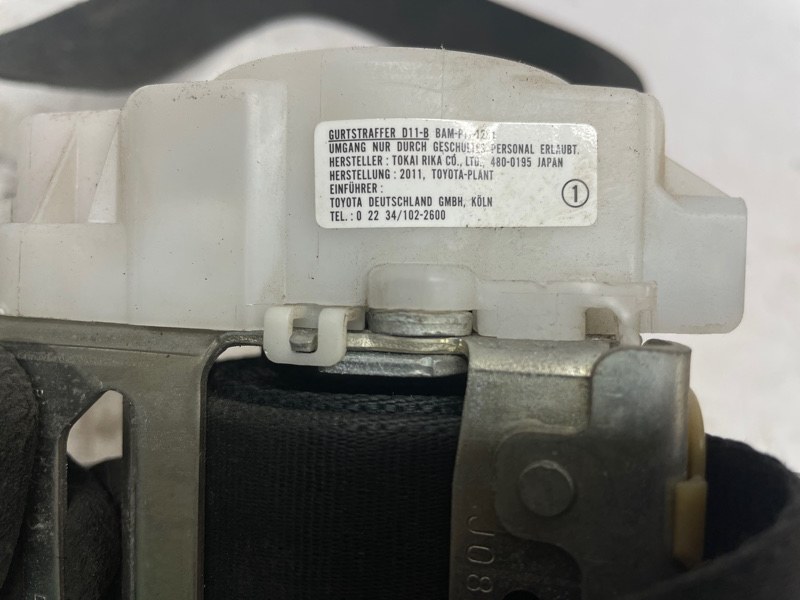 GURTSTRAFFER D11-B
UMGANG NUR DURCH GESCHULTES PERSONAL ERLAUBT.
HERSTELLER : TOKAI RIKA CO., LTD., 480-0195 JAPAN
HERSTELLUNG : 2011, TOYOTA-PLANT
EINFÜHRER :
TOYOTA DEUTSCHLAND GMBH, KÖLN
TEL.: 0 22 34/102-2600
1
J08